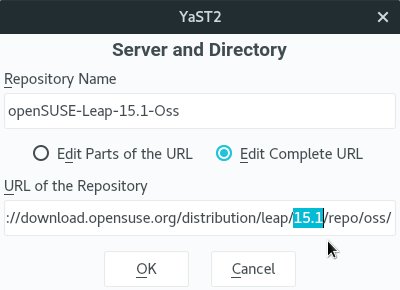 YaST2
Server and Directory
Repository Name
openSUSE-Leap-15.1-Oss
Edit Parts of the URL
Edit Complete URL
URL of the Repository
://download.opensuse.org/distribution/leap/15.1/repo/oss/
OK
Cancel